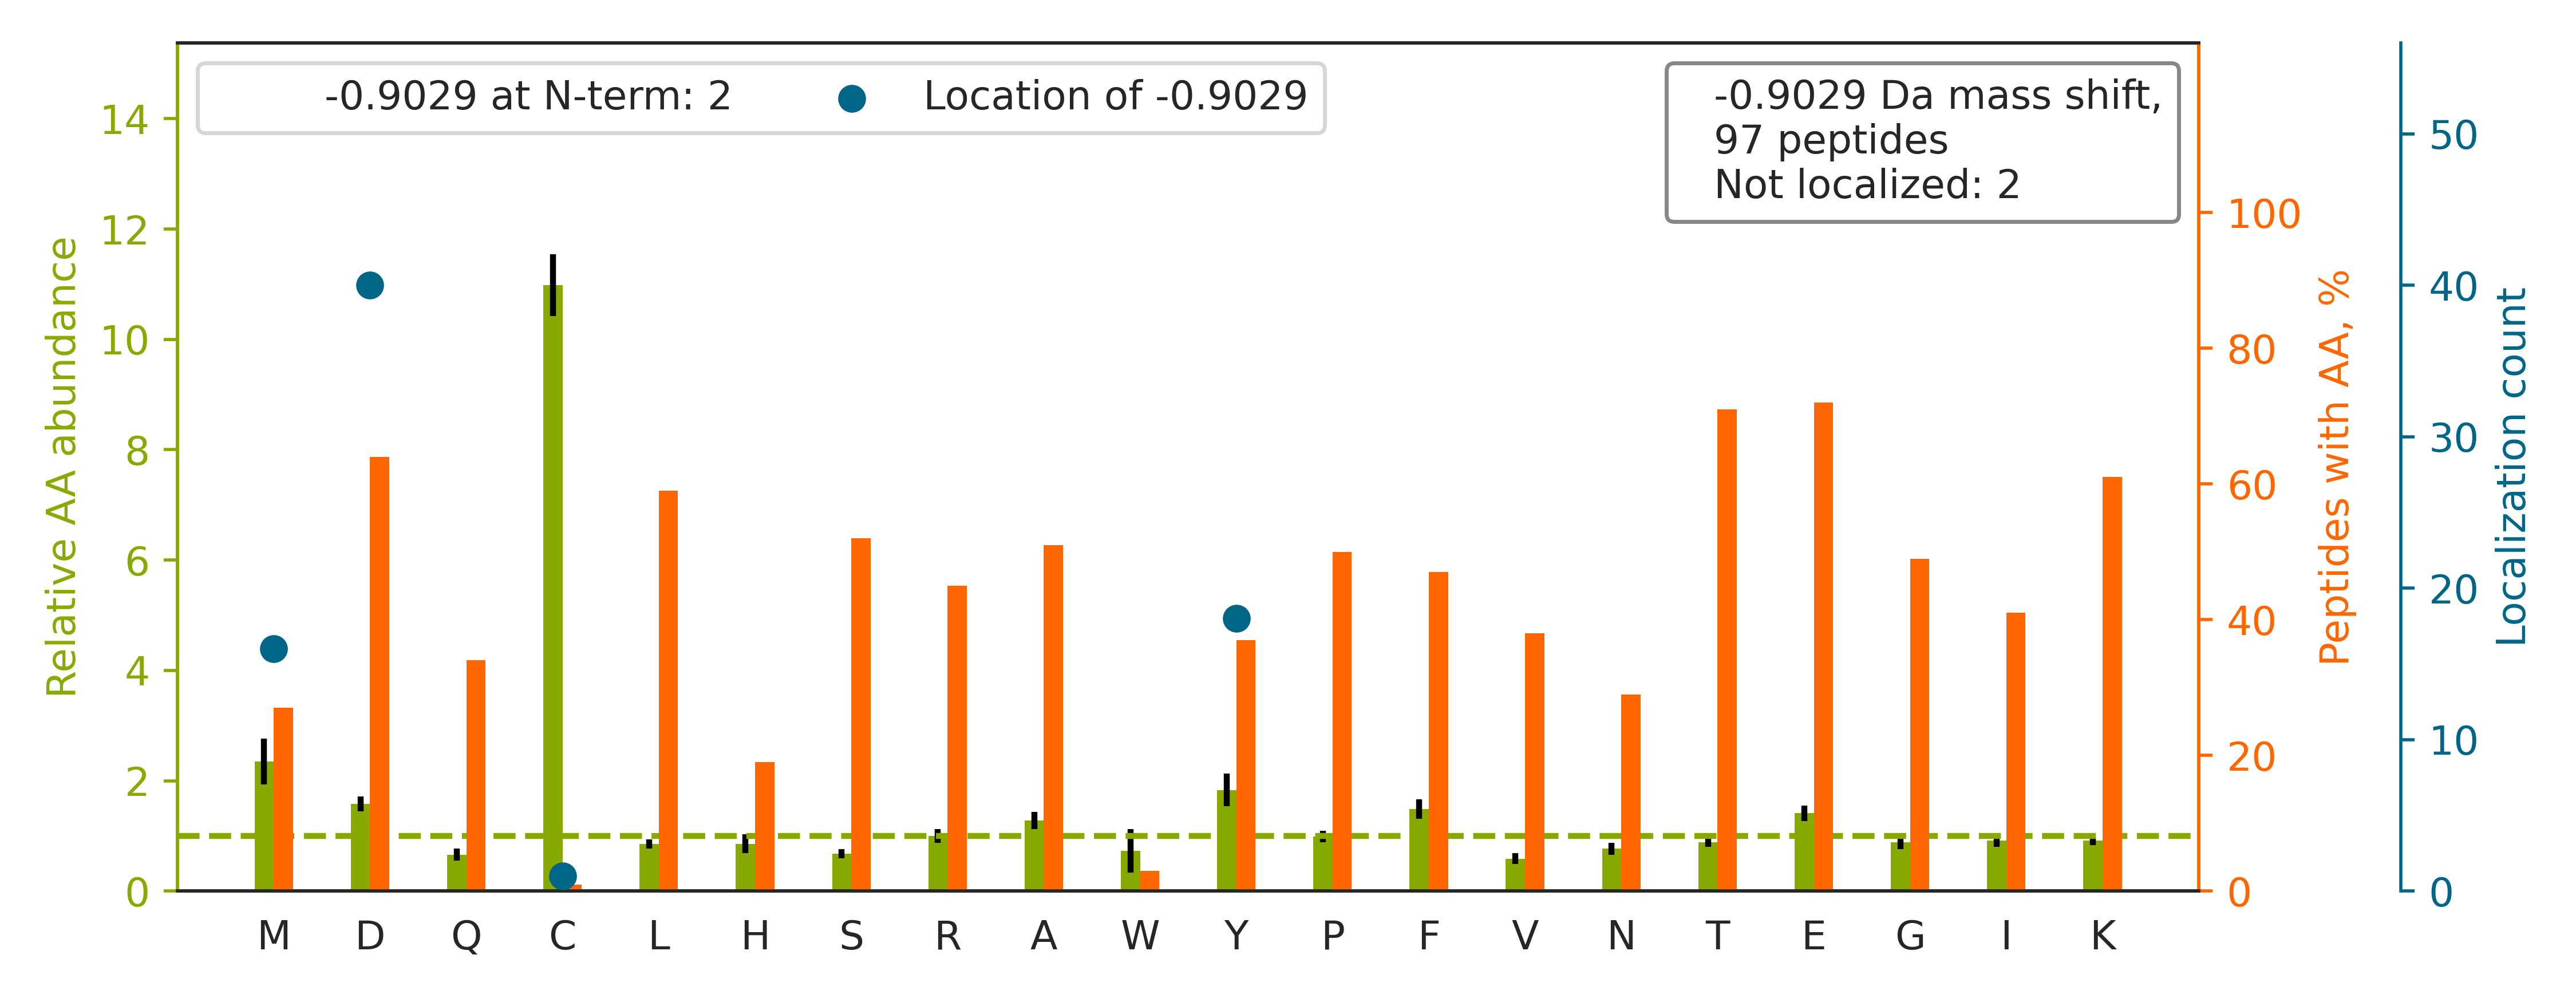 -0.9029 at N-term: 2
Location of -0.9029
-0.9029 Da mass shift,
97 peptides
Not localized: 2
Relative AA abundance
14
12
10
8
6
4
2
0
M D Q C L H S R A W Y P F V N T E G I K
100
80
60
40
20
0
Peptides with AA, %
50
40
30
20
10
0
Localization count